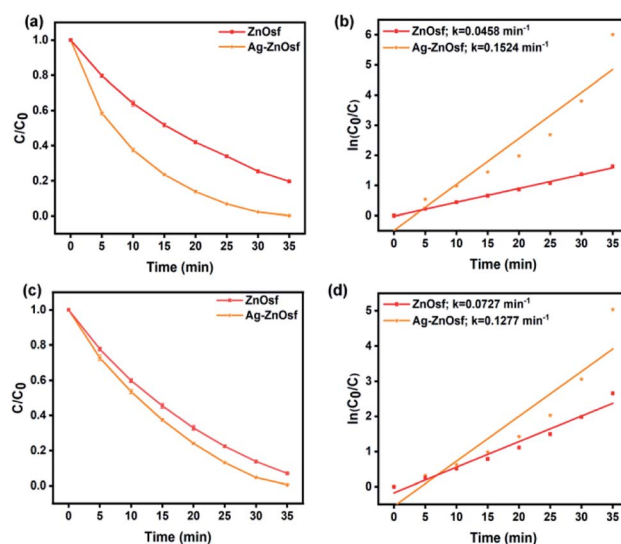 (a)
ZnOsf
Ag-ZnOsf
C/C₀
1.0
0.8
0.6
0.4
0.2
0.0
0 5 10 15 20 25 30 35
Time (min)
(b)
ZnOsf; k=0.0458 min⁻¹
Ag-ZnOsf; k=0.1524 min⁻¹
ln(C₀/C)
6
5
4
3
2
1
0
0 5 10 15 20 25 30 35
Time (min)
(c)
ZnOsf
Ag-ZnOsf
C/C₀
1.0
0.8
0.6
0.4
0.2
0.0
0 5 10 15 20 25 30 35
Time (min)
(d)
ZnOsf; k=0.0727 min⁻¹
Ag-ZnOsf; k=0.1277 min⁻¹
ln(C₀/C)
5
4
3
2
1
0
0 5 10 15 20 25 30 35
Time (min)